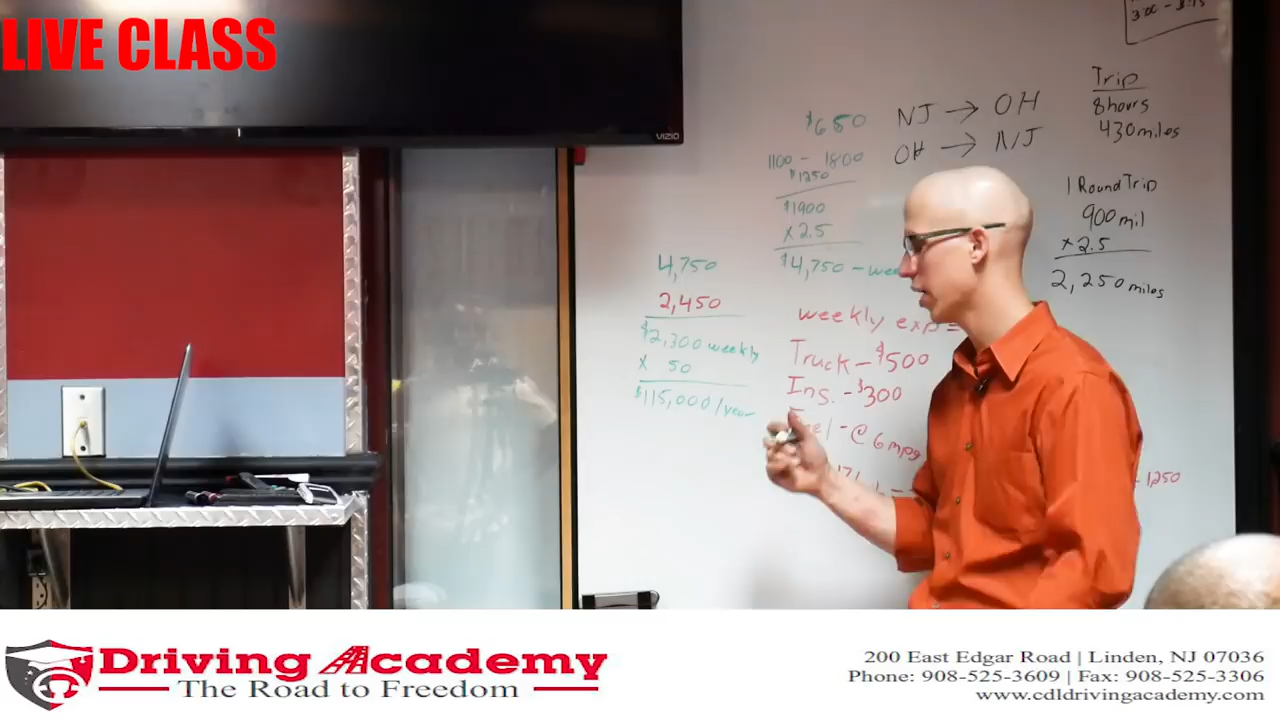 LIVE CLASS
VIZIO
$650
1100 - 1800
$1250
$1900
x 2.5
$4,750 - wee
NJ → OH
OH → NJ
Trip
8 hours
430 miles
1 Round Trip
900 mil
x 2.5
2,250 miles
4,750
2,450
$2,300 weekly
x 50
$115,000/year
weekly exp =
Truck - $500
Ins. - $300
- @ 6 mpg
1250
Driving Academy
The Road to Freedom
200 East Edgar Road | Linden, NJ 07036
Phone: 908-525-3609 | Fax: 908-525-3306
www.cdldrivingacademy.com